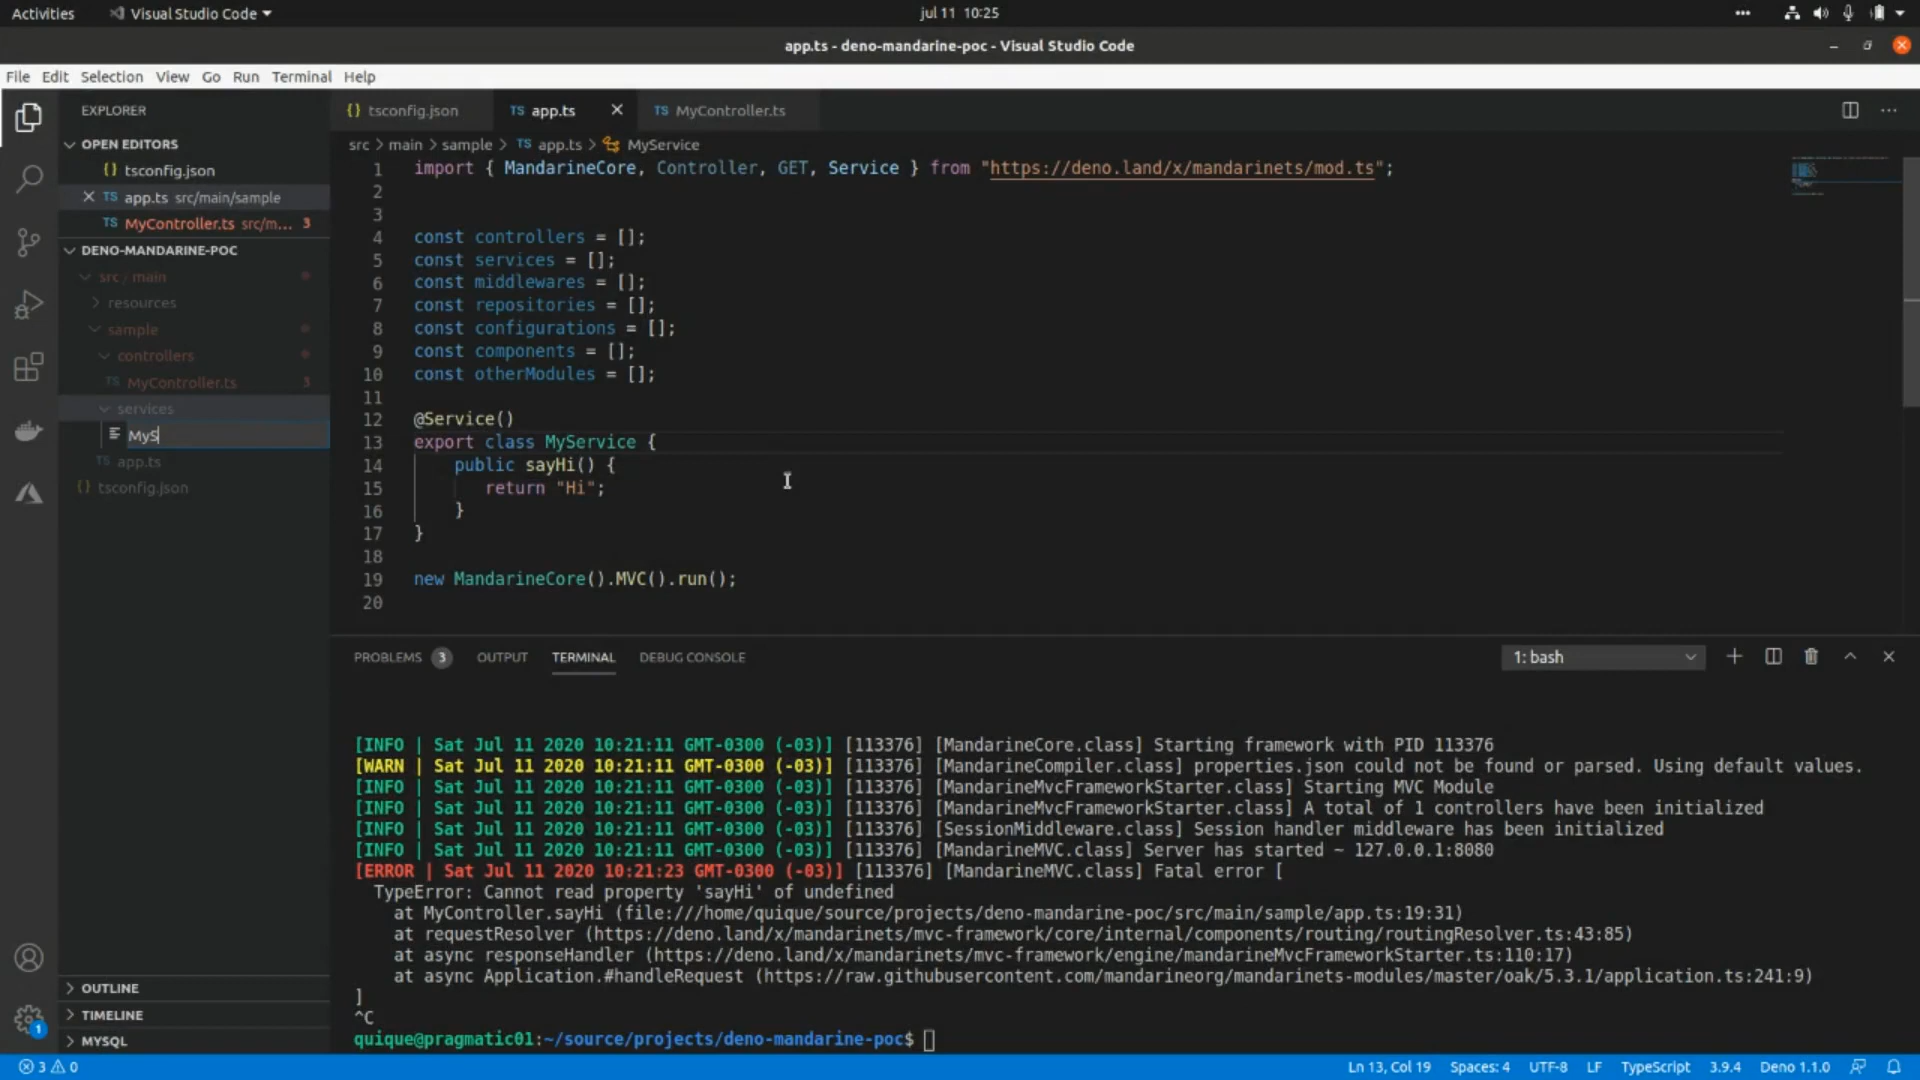 Activities
Visual Studio Code
jul 11 10:25
app.ts - deno-mandarine-poc - Visual Studio Code
File Edit Selection View Go Run Terminal Help
EXPLORER
OPEN EDITORS
{} tsconfig.json
TS app.ts src/main/sample
TS MyController.ts src/m... 3
DENO-MANDARINE-POC
src / main
resources
sample
controllers
TS MyController.ts 3
services
MyS
TS app.ts
{} tsconfig.json
OUTLINE
TIMELINE
MYSQL
{} tsconfig.json
TS app.ts
TS MyController.ts
src > main > sample > TS app.ts > MyService
1 import { MandarineCore, Controller, GET, Service } from "https://deno.land/x/mandarinets/mod.ts";
2
3
4 const controllers = [];
5 const services = [];
6 const middlewares = [];
7 const repositories = [];
8 const configurations = [];
9 const components = [];
10 const otherModules = [];
11
12 @Service()
13 export class MyService {
14 public sayHi() {
15 return "Hi";
16 }
17 }
18
19 new MandarineCore().MVC().run();
20
PROBLEMS 3 OUTPUT TERMINAL DEBUG CONSOLE
1: bash
[INFO | Sat Jul 11 2020 10:21:11 GMT-0300 (-03)] [113376] [MandarineCore.class] Starting framework with PID 113376
[WARN | Sat Jul 11 2020 10:21:11 GMT-0300 (-03)] [113376] [MandarineCompiler.class] properties.json could not be found or parsed. Using default values.
[INFO | Sat Jul 11 2020 10:21:11 GMT-0300 (-03)] [113376] [MandarineMvcFrameworkStarter.class] Starting MVC Module
[INFO | Sat Jul 11 2020 10:21:11 GMT-0300 (-03)] [113376] [MandarineMvcFrameworkStarter.class] A total of 1 controllers have been initialized
[INFO | Sat Jul 11 2020 10:21:11 GMT-0300 (-03)] [113376] [SessionMiddleware.class] Session handler middleware has been initialized
[INFO | Sat Jul 11 2020 10:21:11 GMT-0300 (-03)] [113376] [MandarineMVC.class] Server has started ~ 127.0.0.1:8080
[ERROR | Sat Jul 11 2020 10:21:23 GMT-0300 (-03)] [113376] [MandarineMVC.class] Fatal error [
TypeError: Cannot read property 'sayHi' of undefined
at MyController.sayHi (file:///home/quique/source/projects/deno-mandarine-poc/src/main/sample/app.ts:19:31)
at requestResolver (https://deno.land/x/mandarinets/mvc-framework/core/internal/components/routing/routingResolver.ts:43:85)
at async responseHandler (https://deno.land/x/mandarinets/mvc-framework/engine/mandarineMvcFrameworkStarter.ts:110:17)
at async Application.#handleRequest (https://raw.githubusercontent.com/mandarineorg/mandarinets-modules/master/oak/5.3.1/application.ts:241:9)
]
^C
quique@pragmatic01:~/source/projects/deno-mandarine-poc$
1
3 0
Ln 13, Col 19 Spaces: 4 UTF-8 LF TypeScript 3.9.4 Deno 1.1.0